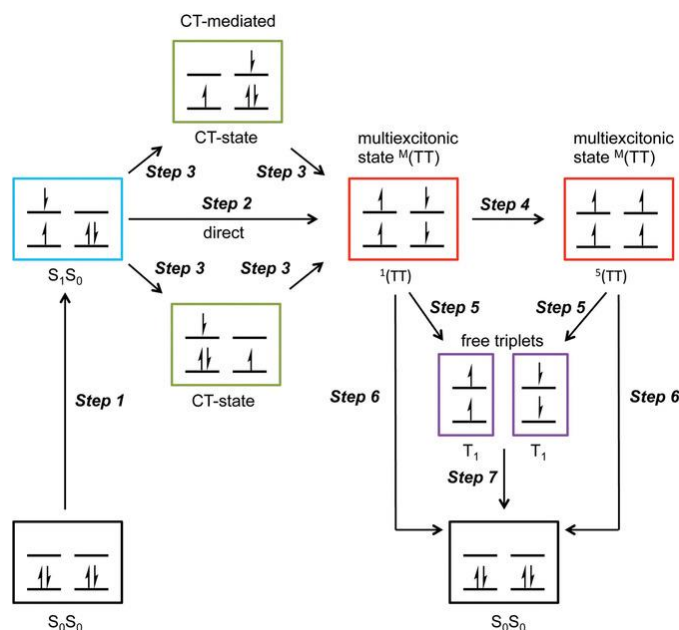 CT-mediated
CT-state
Step 3
Step 3
multiexcitonic
state ᴹ(TT)
multiexcitonic
state ᴹ(TT)
Step 2
direct
Step 4
S₁S₀
Step 3
Step 3
¹(TT)
⁵(TT)
CT-state
Step 5
Step 5
free triplets
Step 1
Step 6
Step 6
T₁
T₁
Step 7
S₀S₀
S₀S₀